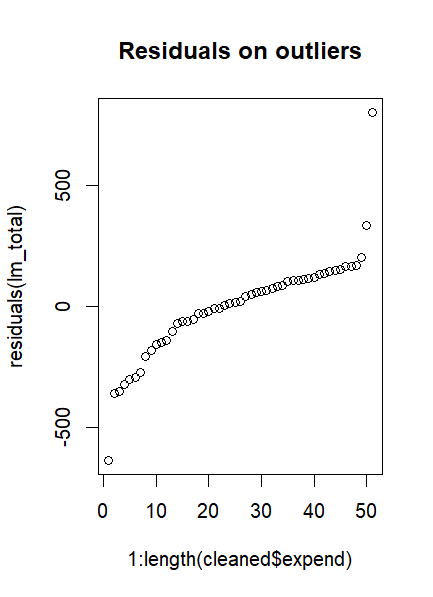 Residuals on outliers
residuals(lm_total)
500
0
-500
0 10 20 30 40 50
1:length(cleaned$expend)